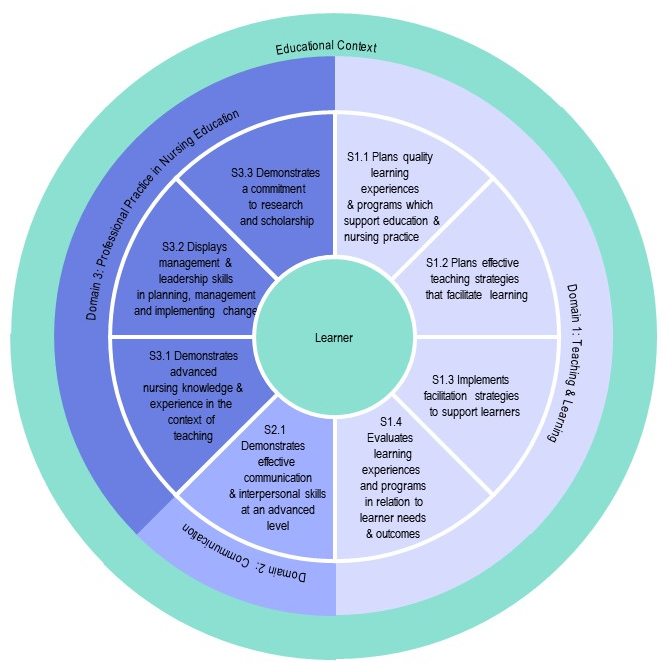 Educational Context
Domain 3: Professional Practice in Nursing Education
S3.3 Demonstrates
a commitment
to research
and scholarship
S1.1 Plans quality
learning
experiences
& programs which
support education &
nursing practice
S3.2 Displays
management &
leadership skills
in planning, management
and implementing change
S1.2 Plans effective
teaching strategies
that facilitate learning
Domain 1: Teaching & Learning
Learner
S3.1 Demonstrates
advanced
nursing knowledge &
experience in the
context of
teaching
S1.3 Implements
facilitation strategies
to support learners
S2.1
Demonstrates
effective
communication
& interpersonal skills
at an advanced
level
S1.4
Evaluates
learning
experiences
and programs
in relation to
learner needs
& outcomes
Domain 2: Communication